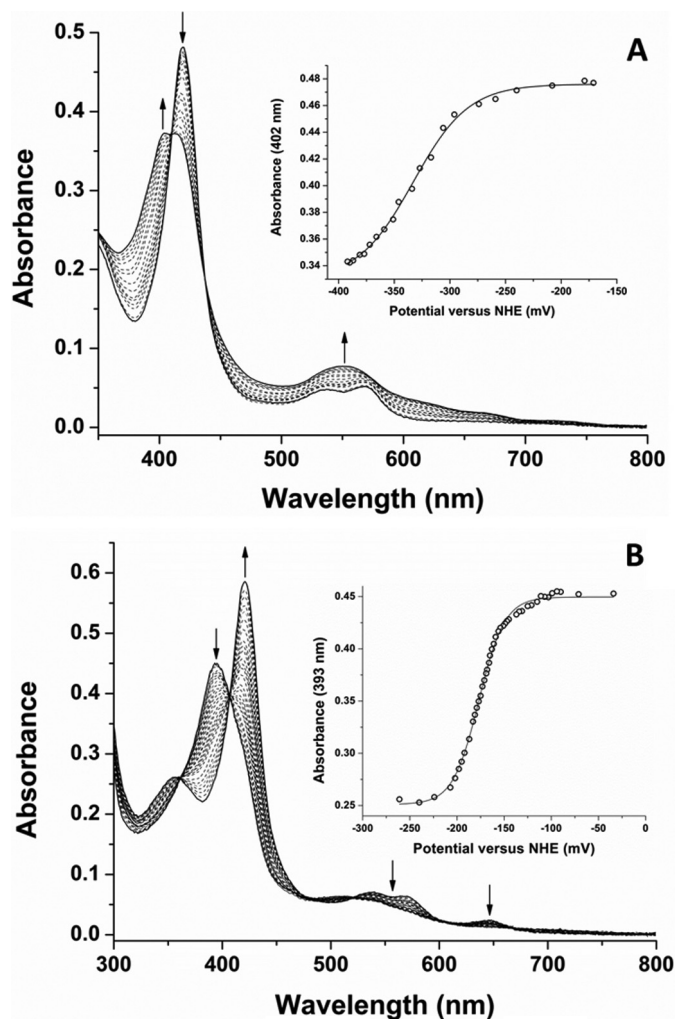 A
0.5
0.4
0.3
0.2
0.1
0.0
Absorbance
400 500 600 700 800
Wavelength (nm)
0.48
0.46
0.44
0.42
0.40
0.38
0.36
0.34
Absorbance (402 nm)
-400 -350 -300 -250 -200 -150
Potential versus NHE (mV)
B
0.6
0.5
0.4
0.3
0.2
0.1
0.0
Absorbance
300 400 500 600 700 800
Wavelength (nm)
0.45
0.40
0.35
0.30
0.25
Absorbance (393 nm)
-300 -250 -200 -150 -100 -50 0
Potential versus NHE (mV)